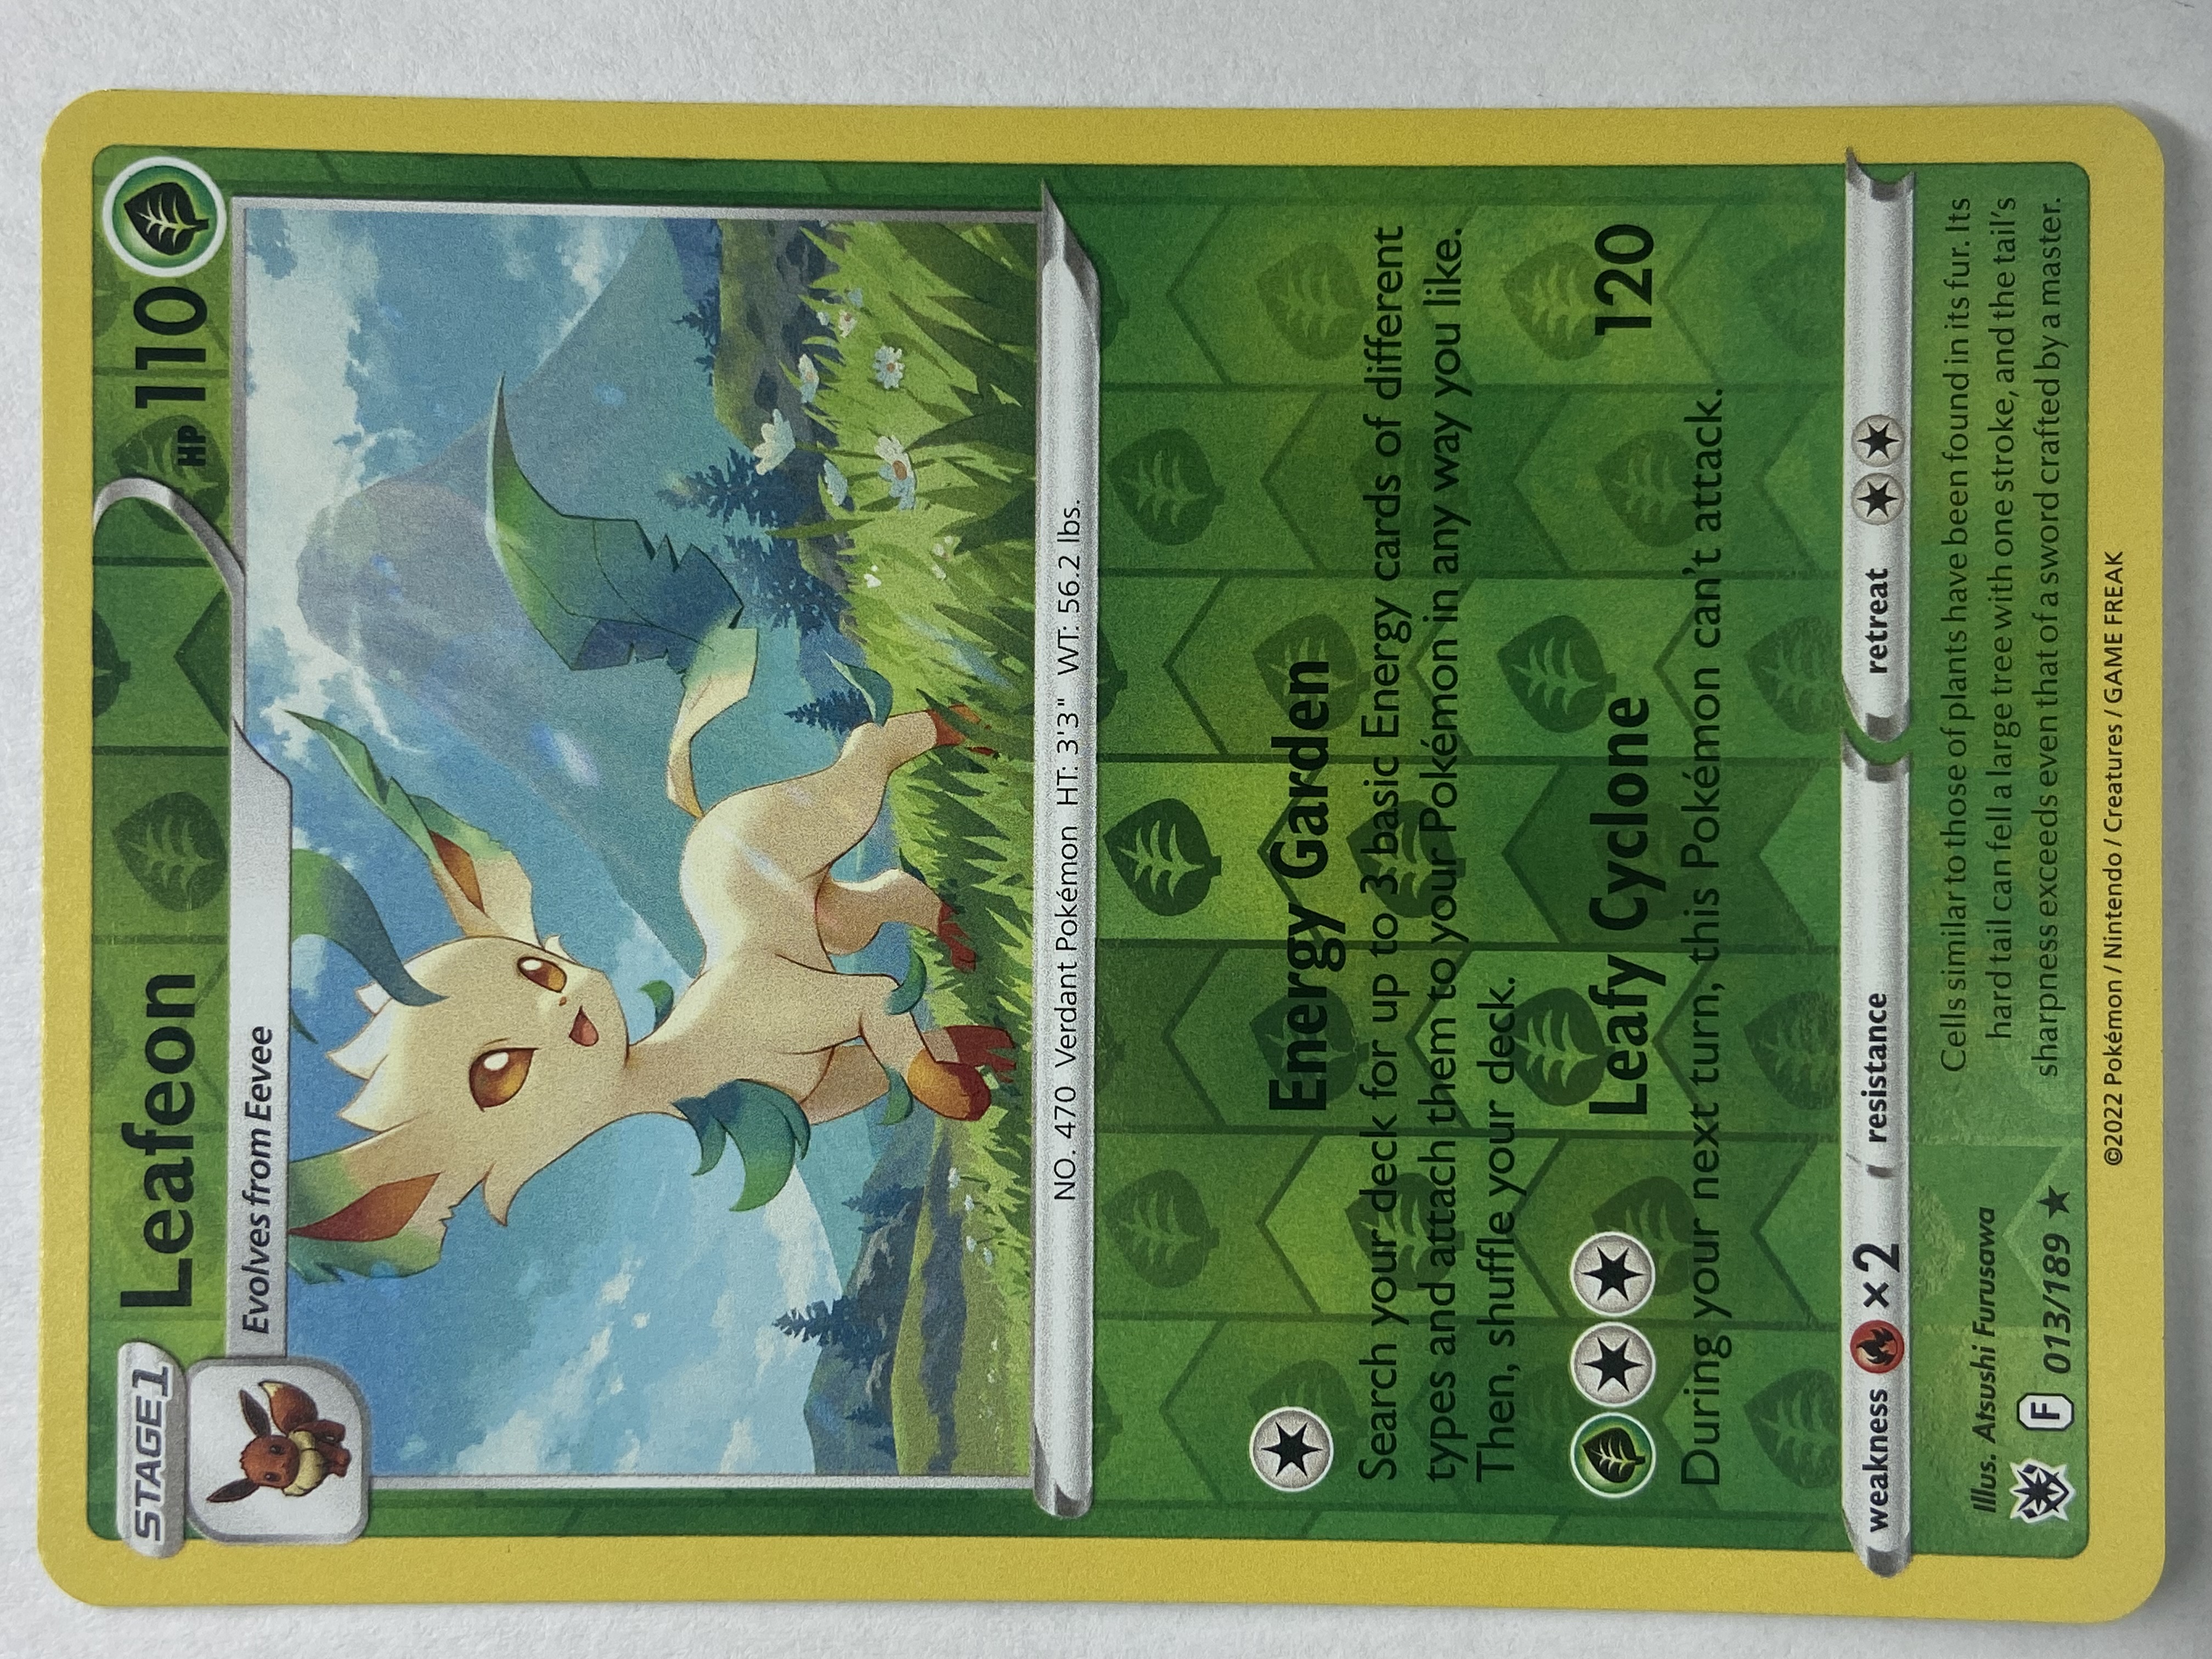 STAGE1
Leafeon
HP 110
Evolves from Eevee
NO. 470 Verdant Pokémon HT: 3'3" WT: 56.2 lbs.
Energy Garden
Search your deck for up to 3 basic Energy cards of different
types and attach them to your Pokémon in any way you like.
Then, shuffle your deck.
Leafy Cyclone 120
During your next turn, this Pokémon can't attack.
weakness ×2 resistance retreat
Illus. Atsushi Furusawa
F 013/189 ★
Cells similar to those of plants have been found in its fur. Its
hard tail can fell a large tree with one stroke, and the tail's
sharpness exceeds even that of a sword crafted by a master.
©2022 Pokémon / Nintendo / Creatures / GAME FREAK